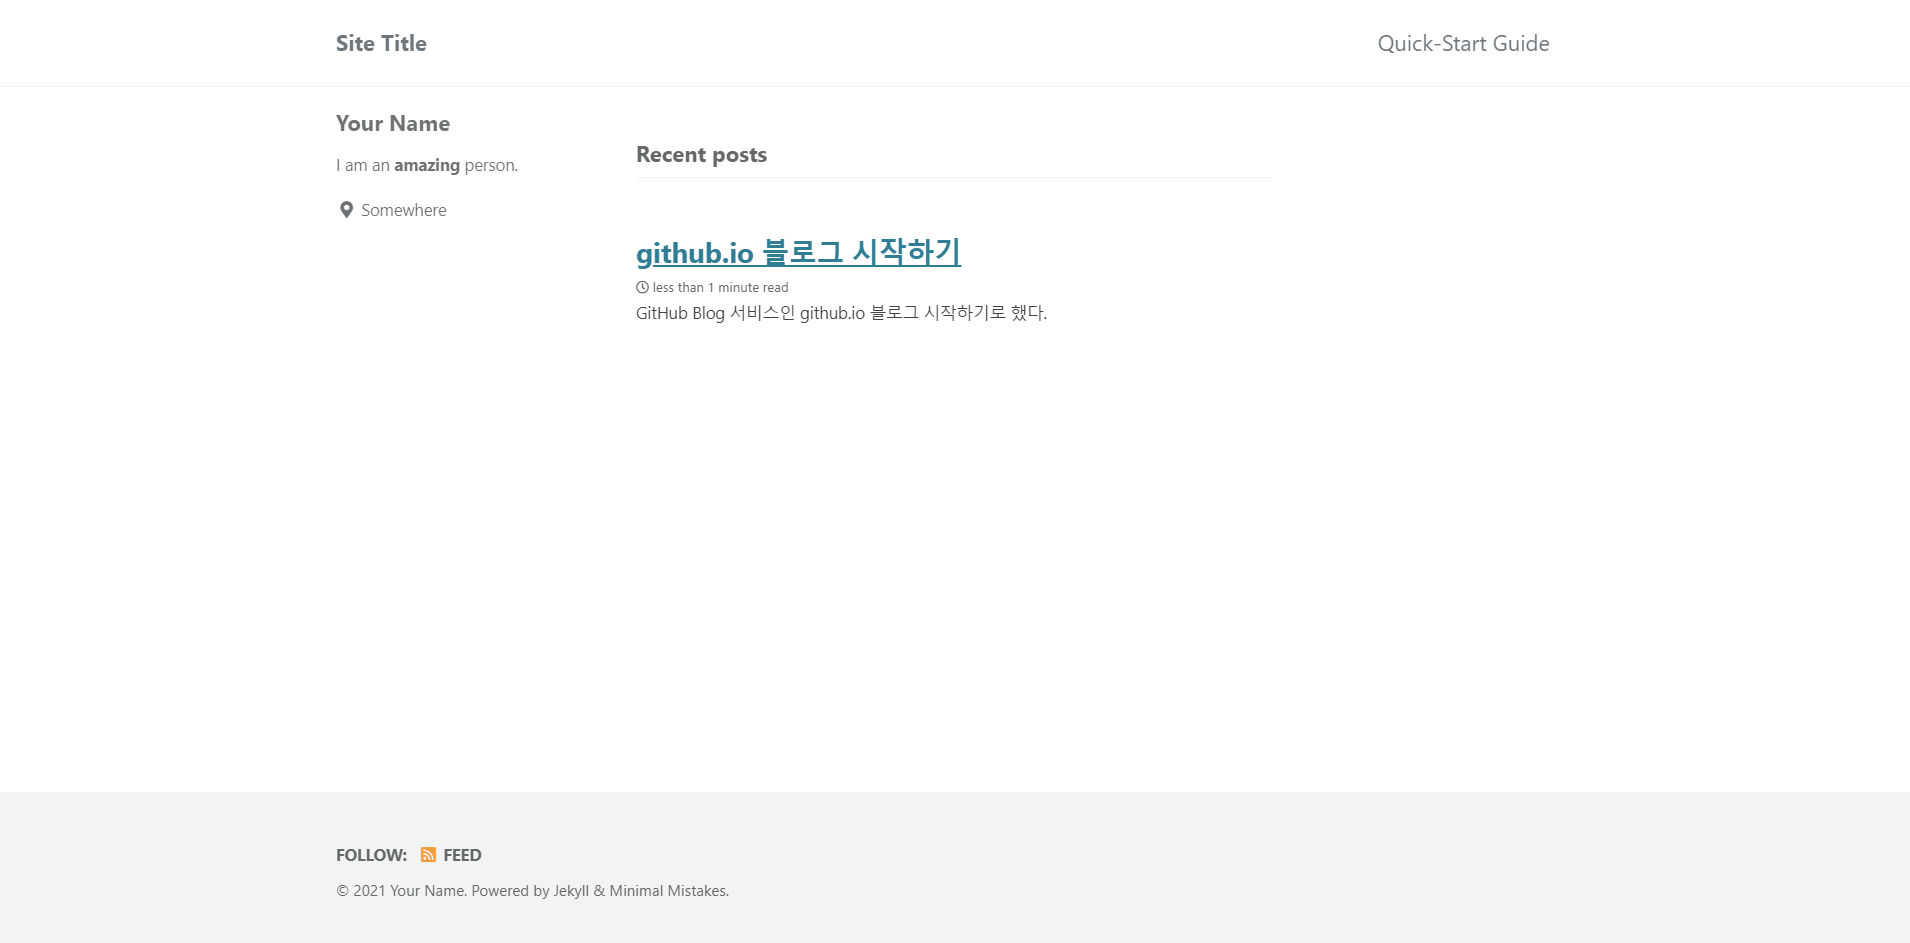 Site Title
Quick-Start Guide
Your Name
I am an amazing person.
Somewhere
Recent posts
github.io 블로그 시작하기
less than 1 minute read
GitHub Blog 서비스인 github.io 블로그 시작하기로 했다.
FOLLOW: FEED
© 2021 Your Name. Powered by Jekyll & Minimal Mistakes.